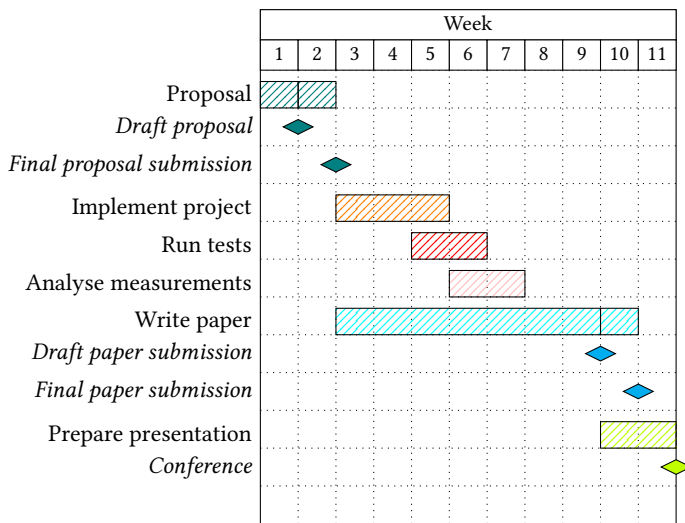 Week
1 2 3 4 5 6 7 8 9 10 11
Proposal
Draft proposal
Final proposal submission
Implement project
Run tests
Analyse measurements
Write paper
Draft paper submission
Final paper submission
Prepare presentation
Conference